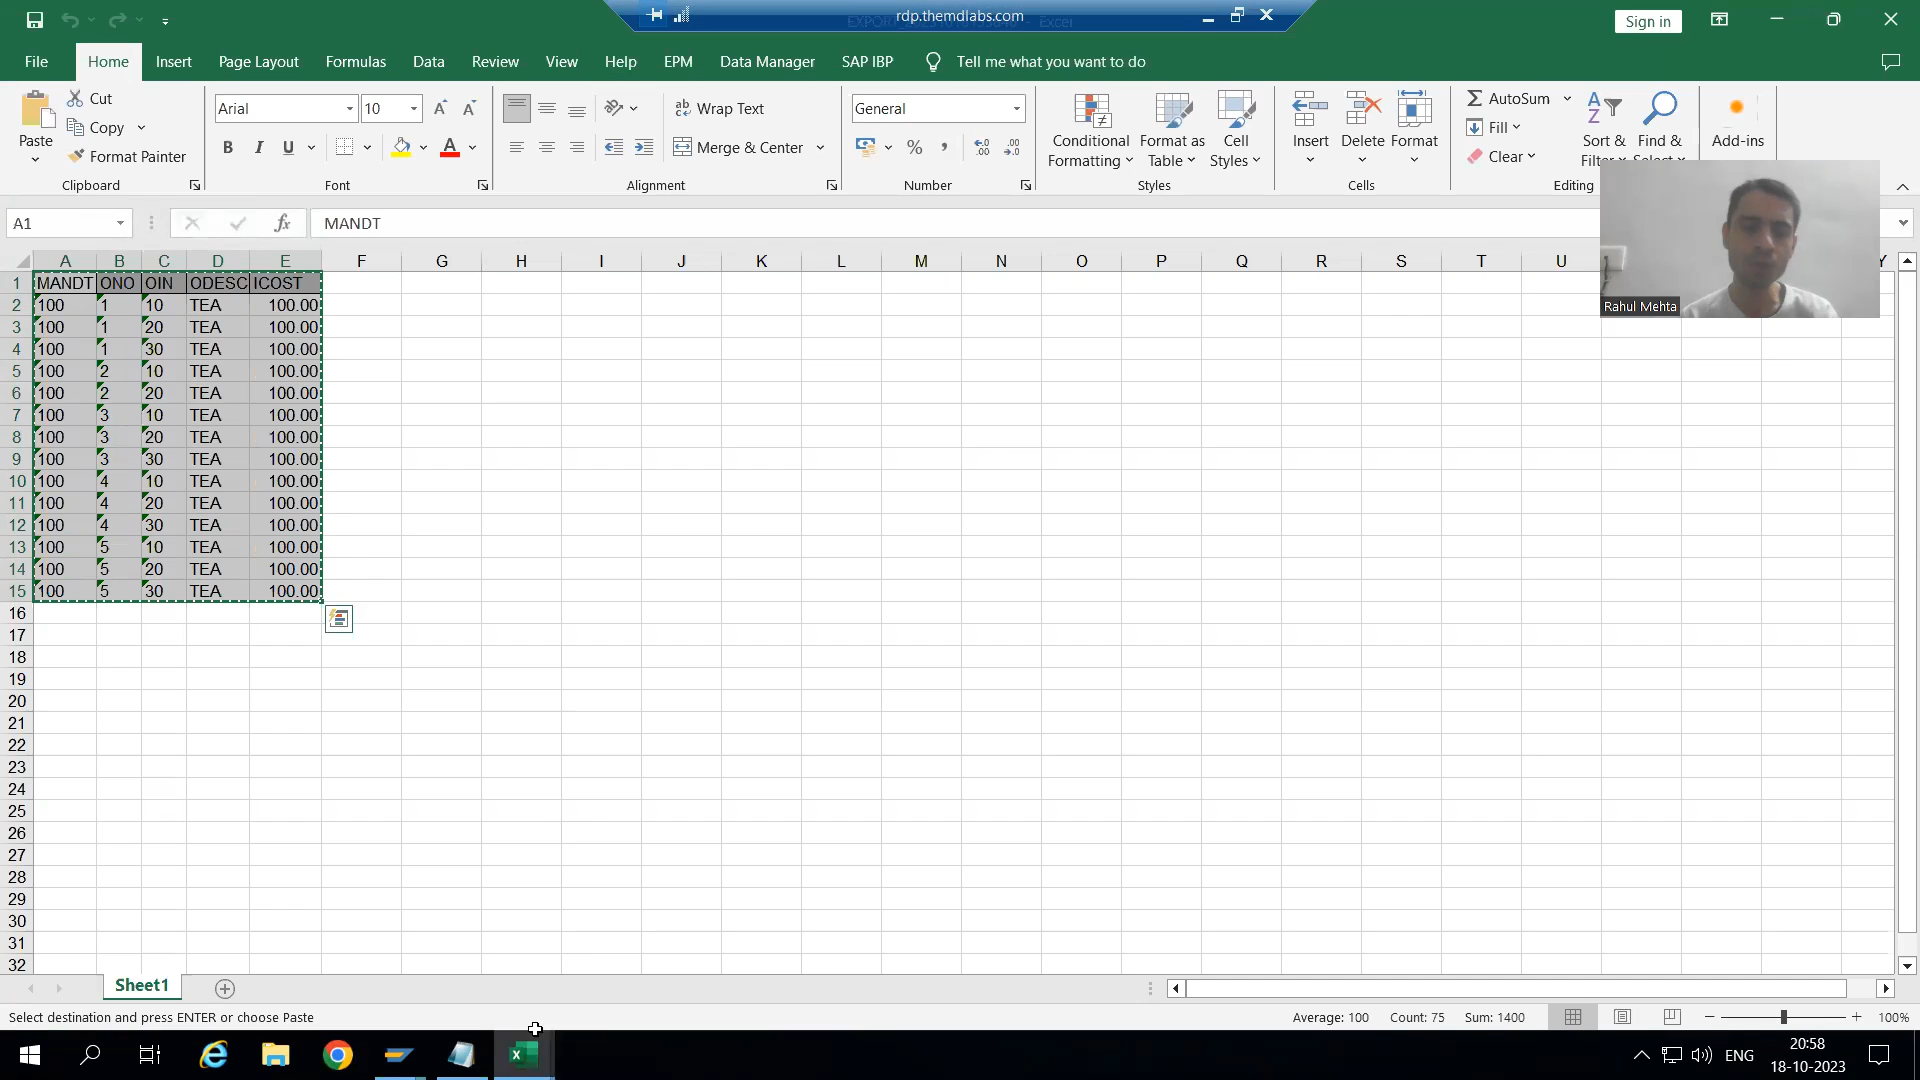 rdp.themdlabs.com
Sign in
File Home Insert Page Layout Formulas Data Review View Help EPM Data Manager SAP IBP Tell me what you want to do
Paste
Cut
Copy
Format Painter
Clipboard
Arial 10
B I U
Font
Wrap Text
Merge & Center
Alignment
General
Number
Conditional Formatting
Format as Table
Cell Styles
Styles
Insert Delete Format
Cells
AutoSum
Fill
Clear
Sort &
Find &
Editing
Add-ins
A1
fx
MANDT
Rahul Mehta
A B C D E F G H I J K L M N O P Q R S T U Y
1 MANDT ONO OIN ODESC ICOST
2 100 1 10 TEA 100.00
3 100 1 20 TEA 100.00
4 100 1 30 TEA 100.00
5 100 2 10 TEA 100.00
6 100 2 20 TEA 100.00
7 100 3 10 TEA 100.00
8 100 3 20 TEA 100.00
9 100 3 30 TEA 100.00
10 100 4 10 TEA 100.00
11 100 4 20 TEA 100.00
12 100 4 30 TEA 100.00
13 100 5 10 TEA 100.00
14 100 5 20 TEA 100.00
15 100 5 30 TEA 100.00
16
17
18
19
20
21
22
23
24
25
26
27
28
29
30
31
32
Sheet1
Select destination and press ENTER or choose Paste
Average: 100 Count: 75 Sum: 1400
100%
ENG
20:58
18-10-2023